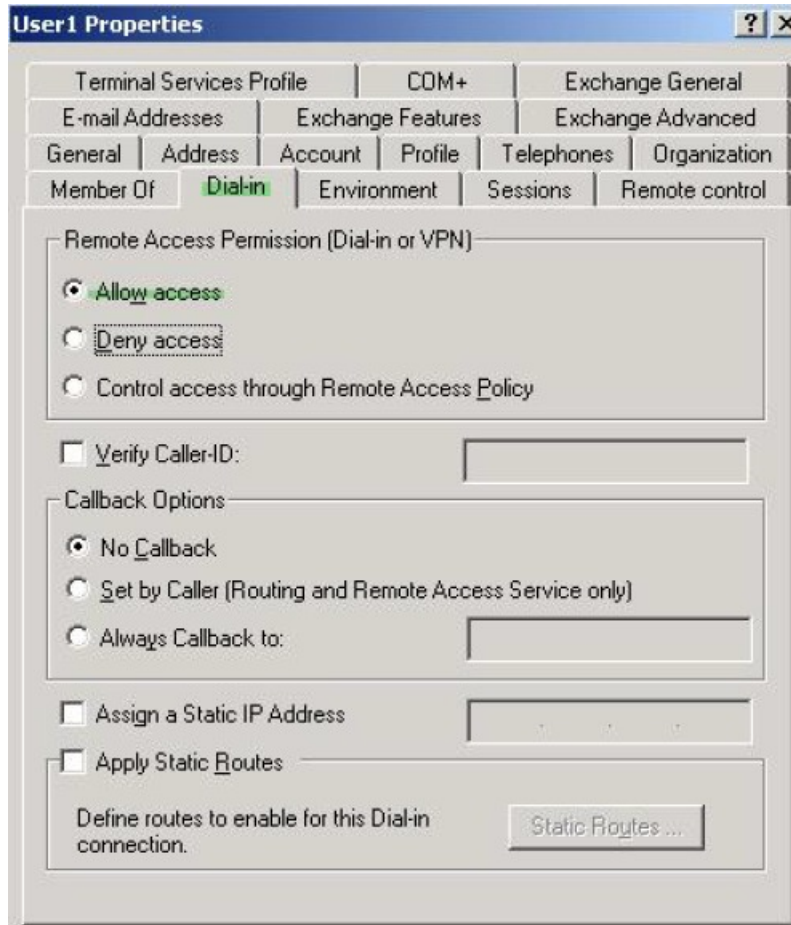 User1 Properties
Terminal Services Profile COM+ Exchange General
E-mail Addresses Exchange Features Exchange Advanced
General Address Account Profile Telephones Organization
Member Of Dial-in Environment Sessions Remote control
Remote Access Permission (Dial-in or VPN)
Allow access
Deny access
Control access through Remote Access Policy
Verify Caller-ID:
Callback Options
No Callback
Set by Caller (Routing and Remote Access Service only)
Always Callback to:
Assign a Static IP Address
Apply Static Routes
Define routes to enable for this Dial-in
connection.
Static Routes ...